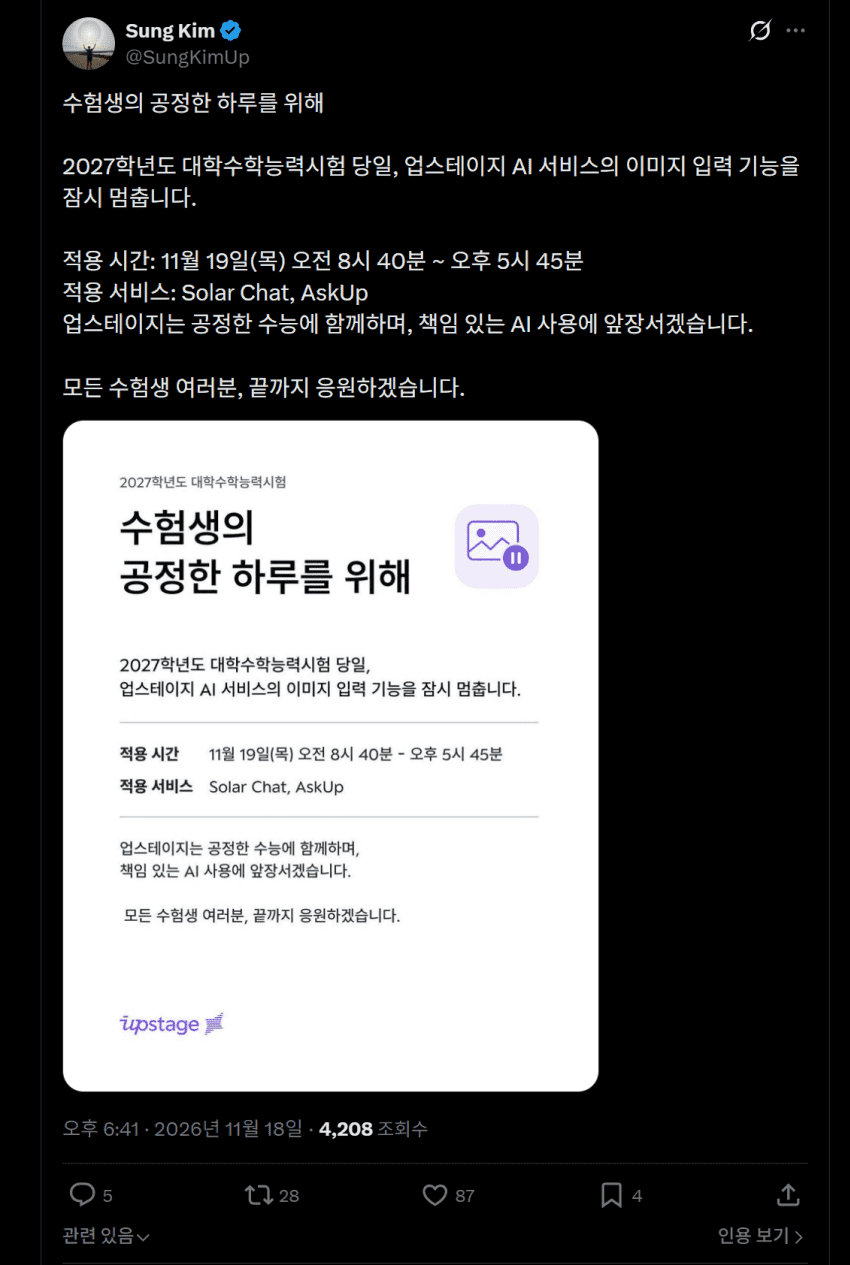 Sung Kim
@SungKimUp
수험생의 공정한 하루를 위해
2027학년도 대학수학능력시험 당일, 업스테이지 AI 서비스의 이미지 입력 기능을
잠시 멈춥니다.
적용 시간: 11월 19일(목) 오전 8시 40분 ~ 오후 5시 45분
적용 서비스: Solar Chat, AskUp
업스테이지는 공정한 수능에 함께하며, 책임 있는 AI 사용에 앞장서겠습니다.
모든 수험생 여러분, 끝까지 응원하겠습니다.
2027학년도 대학수학능력시험
수험생의
공정한 하루를 위해
2027학년도 대학수학능력시험 당일,
업스테이지 AI 서비스의 이미지 입력 기능을 잠시 멈춥니다.
적용 시간 11월 19일(목) 오전 8시 40분 - 오후 5시 45분
적용 서비스 Solar Chat, AskUp
업스테이지는 공정한 수능에 함께하며,
책임 있는 AI 사용에 앞장서겠습니다.
모든 수험생 여러분, 끝까지 응원하겠습니다.
upstage
오후 6:41 · 2026년 11월 18일 · 4,208 조회수
5 28 87 4
관련 있음 인용 보기